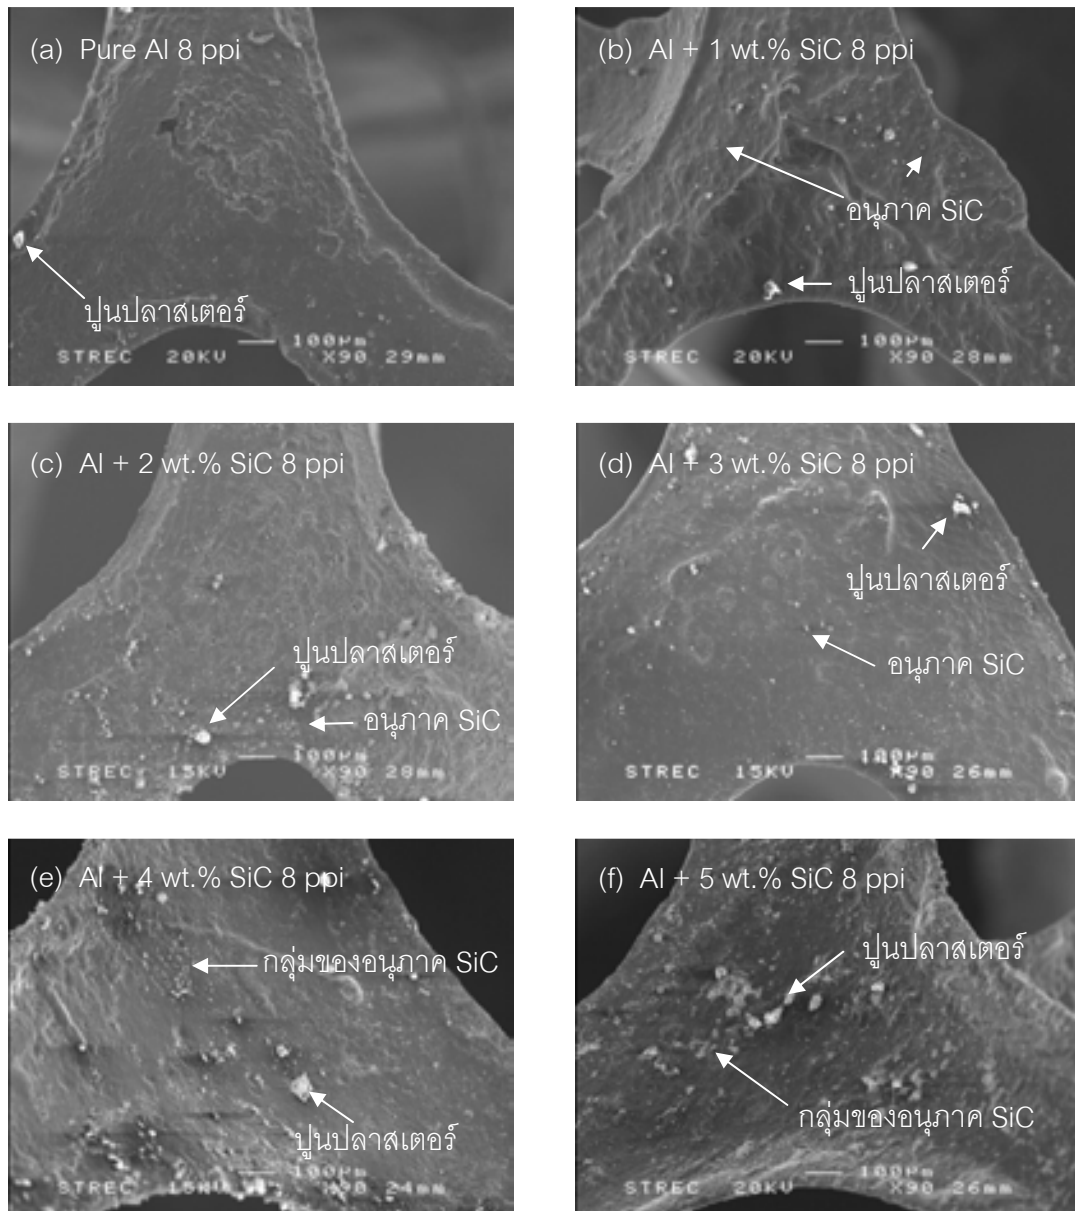 (a) Pure Al 8 ppi
ปูนปลาสเตอร์
100µm
STREC 20KV X90 29mm
(b) Al + 1 wt.% SiC 8 ppi
อนุภาค SiC
ปูนปลาสเตอร์
100µm
STREC 20KV X90 28mm
(c) Al + 2 wt.% SiC 8 ppi
ปูนปลาสเตอร์
อนุภาค SiC
100µm
STREC 15KV X90 28mm
(d) Al + 3 wt.% SiC 8 ppi
ปูนปลาสเตอร์
อนุภาค SiC
100µm
STREC 15KV X90 26mm
(e) Al + 4 wt.% SiC 8 ppi
กลุ่มของอนุภาค SiC
ปูนปลาสเตอร์
100µm
STREC 15KV X90 24mm
(f) Al + 5 wt.% SiC 8 ppi
ปูนปลาสเตอร์
กลุ่มของอนุภาค SiC
100µm
STREC 20KV X90 26mm